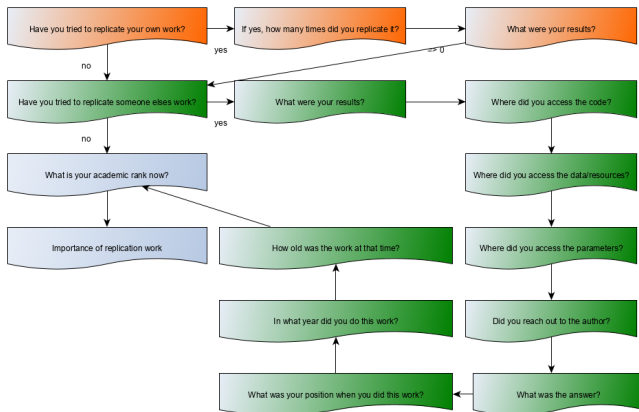 Have you tried to replicate your own work?
If yes, how many times did you replicate it?
What were your results?
yes
no
=> 0
Have you tried to replicate someone elses work?
What were your results?
Where did you access the code?
yes
no
What is your academic rank now?
Where did you access the data/resources?
Importance of replication work
How old was the work at that time?
Where did you access the parameters?
In what year did you do this work?
Did you reach out to the author?
What was your position when you did this work?
What was the answer?